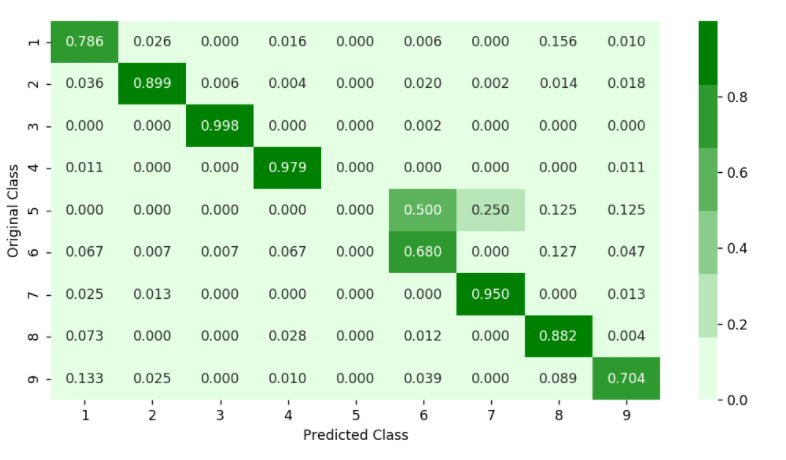 1 0.786 0.026 0.000 0.016 0.000 0.006 0.000 0.156 0.010
2 0.036 0.899 0.006 0.004 0.000 0.020 0.002 0.014 0.018
3 0.000 0.000 0.998 0.000 0.000 0.002 0.000 0.000 0.000
4 0.011 0.000 0.000 0.979 0.000 0.000 0.000 0.000 0.011
5 0.000 0.000 0.000 0.000 0.000 0.500 0.250 0.125 0.125
6 0.067 0.007 0.007 0.067 0.000 0.680 0.000 0.127 0.047
7 0.025 0.013 0.000 0.000 0.000 0.000 0.950 0.000 0.013
8 0.073 0.000 0.000 0.028 0.000 0.012 0.000 0.882 0.004
9 0.133 0.025 0.000 0.010 0.000 0.039 0.000 0.089 0.704
1 2 3 4 5 6 7 8 9
Predicted Class
Original Class
0.8
0.6
0.4
0.2
0.0